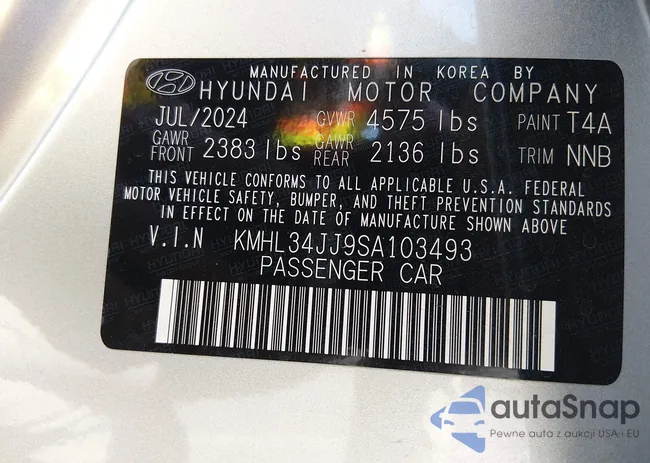 MANUFACTURED IN KOREA BY
HYUNDAI MOTOR COMPANY
JUL/2024 GVWR 4575 lbs PAINT T4A
GAWR FRONT 2383 lbs GAWR REAR 2136 lbs TRIM NNB
THIS VEHICLE CONFORMS TO ALL APPLICABLE U.S.A. FEDERAL
MOTOR VEHICLE SAFETY, BUMPER, AND THEFT PREVENTION STANDARDS
IN EFFECT ON THE DATE OF MANUFACTURE SHOWN ABOVE
V.I.N KMHL34JJ9SA103493
PASSENGER CAR
autaSnap
Pewne auta z aukcji USA i EU